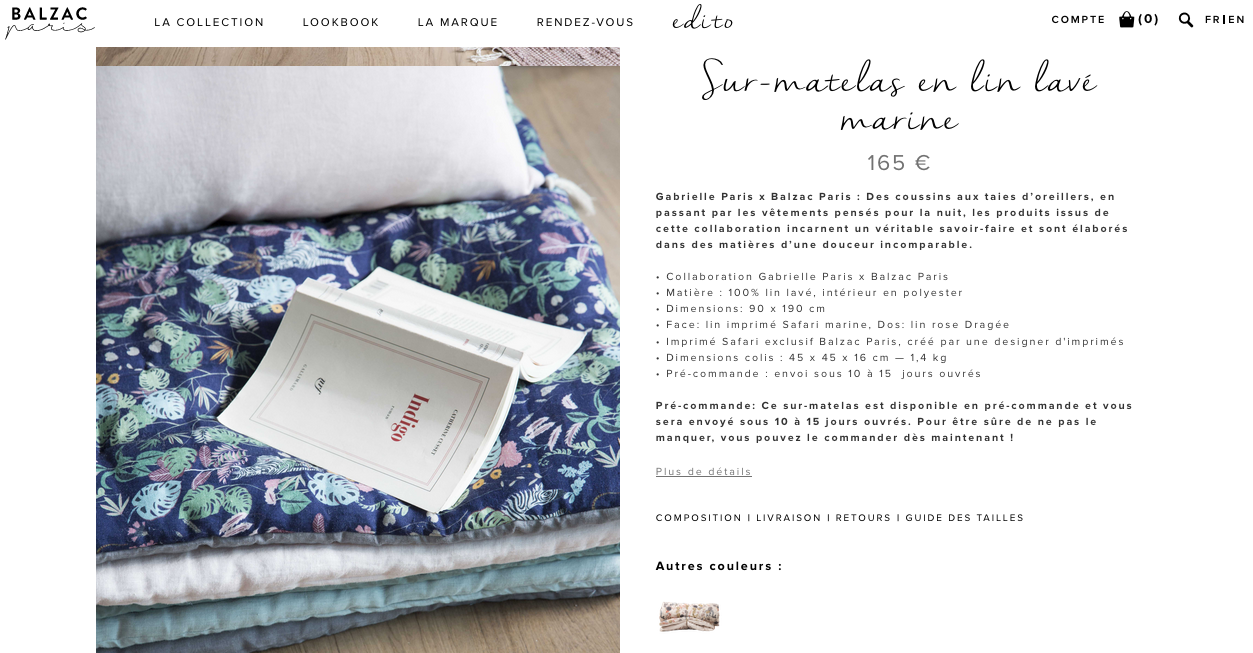 BALZAC
paris
LA COLLECTION
LOOKBOOK
LA MARQUE
RENDEZ-VOUS
edito
COMPTE
(0)
FR|EN
Sur-matelas en lin lavé
marine
165 €
Gabrielle Paris x Balzac Paris : Des coussins aux taies d'oreillers, en
passant par les vêtements pensés pour la nuit, les produits issus de
cette collaboration incarnent un véritable savoir-faire et sont élaborés
dans des matières d'une douceur incomparable.
• Collaboration Gabrielle Paris x Balzac Paris
• Matière : 100% lin lavé, intérieur en polyester
• Dimensions: 90 x 190 cm
• Face: lin imprimé Safari marine, Dos: lin rose Dragée
• Imprimé Safari exclusif Balzac Paris, créé par une designer d'imprimés
• Dimensions colis : 45 x 45 x 16 cm — 1,4 kg
• Pré-commande : envoi sous 10 à 15 jours ouvrés
Pré-commande: Ce sur-matelas est disponible en pré-commande et vous
sera envoyé sous 10 à 15 jours ouvrés. Pour être sûre de ne pas le
manquer, vous pouvez le commander dès maintenant !
Plus de détails
COMPOSITION | LIVRAISON | RETOURS | GUIDE DES TAILLES
Autres couleurs :
CATHERINE CUSSET
Indigo
roman
nrf
GALLIMARD